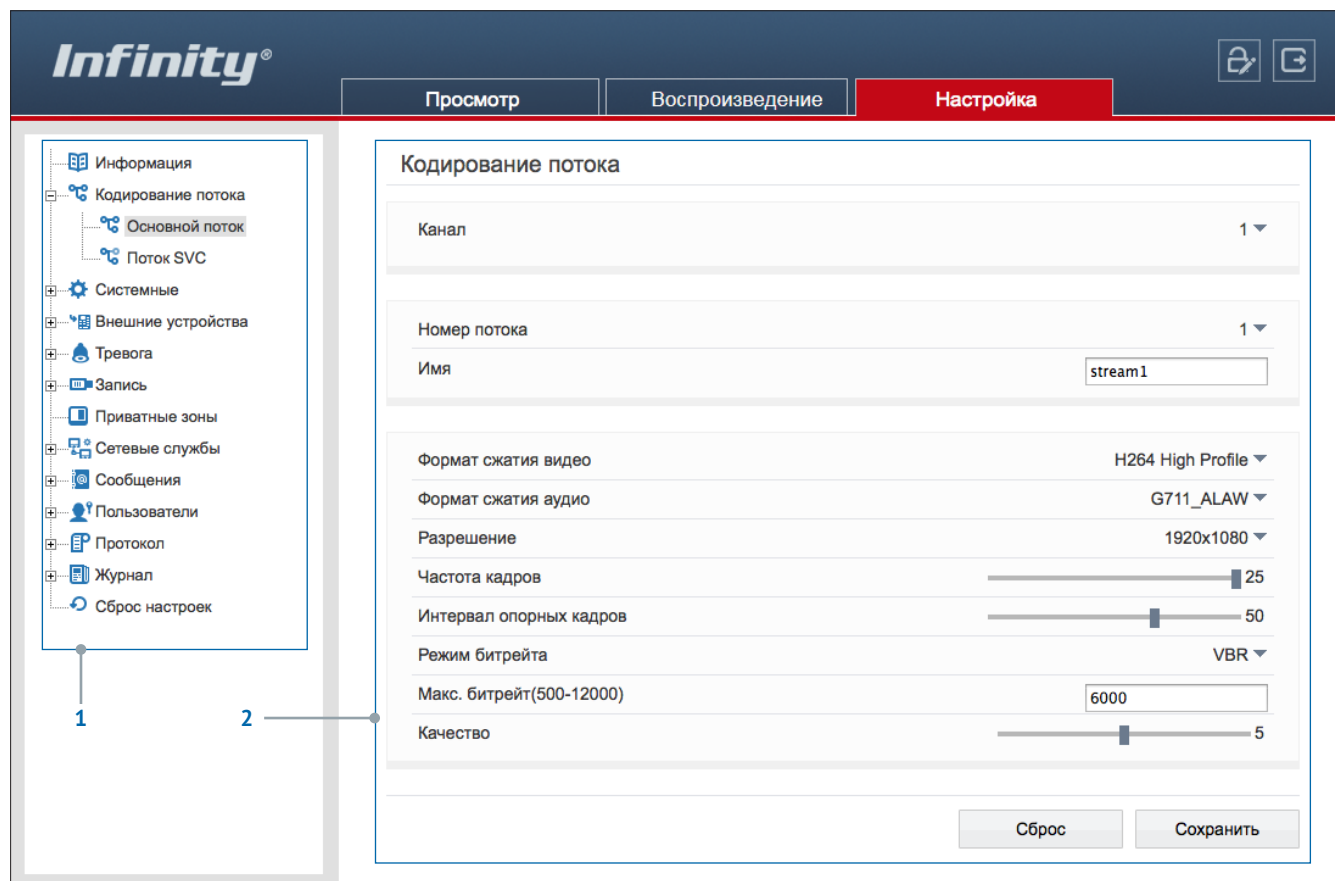 Infinity®
Просмотр
Воспроизведение
Настройка
Информация
Кодирование потока
Основной поток
Поток SVC
Системные
Внешние устройства
Тревога
Запись
Приватные зоны
Сетевые службы
Сообщения
Пользователи
Протокол
Журнал
Сброс настроек
1
2
Кодирование потока
Канал 1
Номер потока 1
Имя stream1
Формат сжатия видео H264 High Profile
Формат сжатия аудио G711_ALAW
Разрешение 1920x1080
Частота кадров 25
Интервал опорных кадров 50
Режим битрейта VBR
Макс. битрейт(500-12000) 6000
Качество 5
Сброс Сохранить